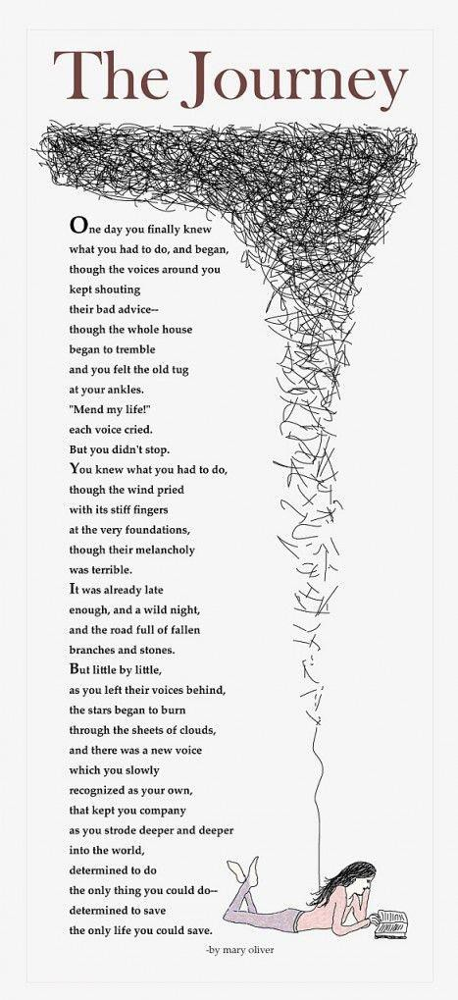 The Journey
One day you finally knew
what you had to do, and began,
though the voices around you
kept shouting
their bad advice--
though the whole house
began to tremble
and you felt the old tug
at your ankles.
"Mend my life!"
each voice cried.
But you didn't stop.
You knew what you had to do,
though the wind pried
with its stiff fingers
at the very foundations,
though their melancholy
was terrible.
It was already late
enough, and a wild night,
and the road full of fallen
branches and stones.
But little by little,
as you left their voices behind,
the stars began to burn
through the sheets of clouds,
and there was a new voice
which you slowly
recognized as your own,
that kept you company
as you strode deeper and deeper
into the world,
determined to do
the only thing you could do--
determined to save
the only life you could save.
-by mary oliver